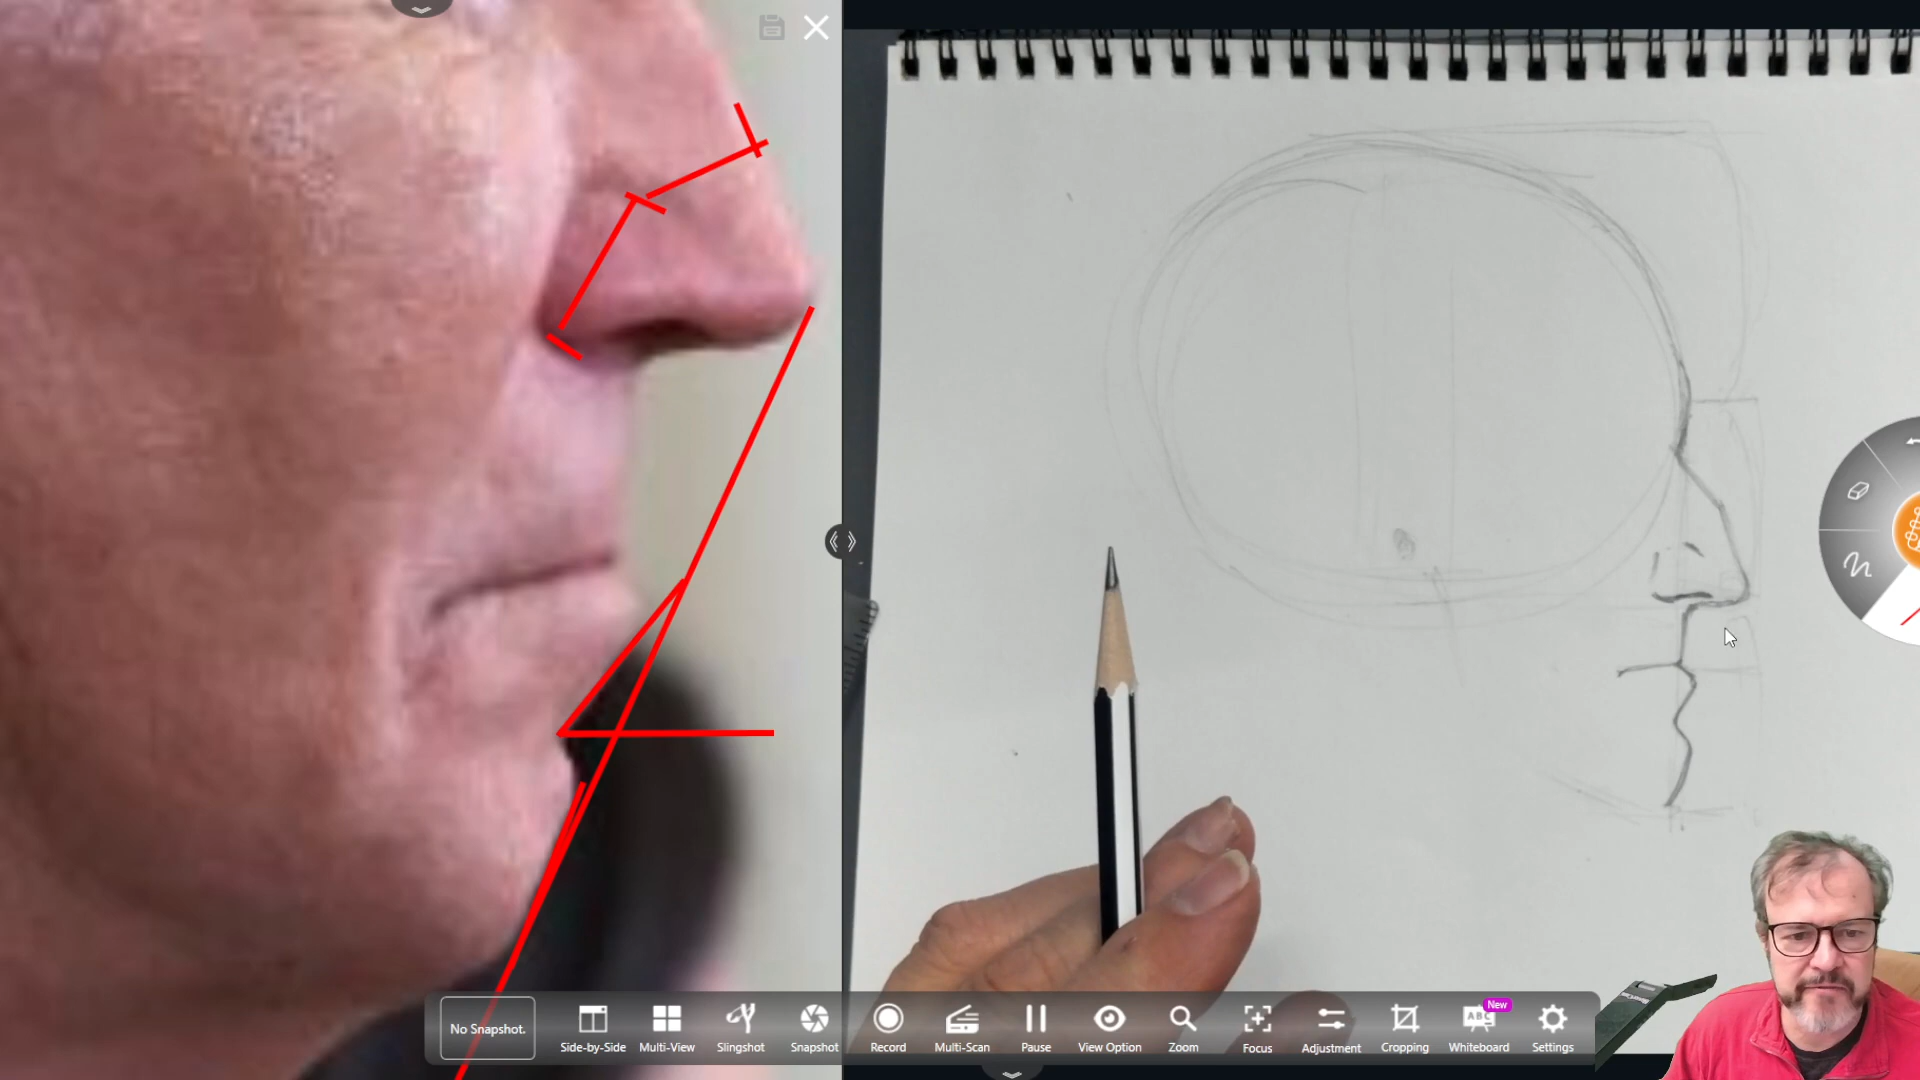 No Snapshot.
Side-by-Side
Multi-View
Slingshot
Snapshot
Record
Multi-Scan
Pause
View Option
Zoom
Focus
Adjustment
Cropping
New
ABC
Whiteboard
Settings